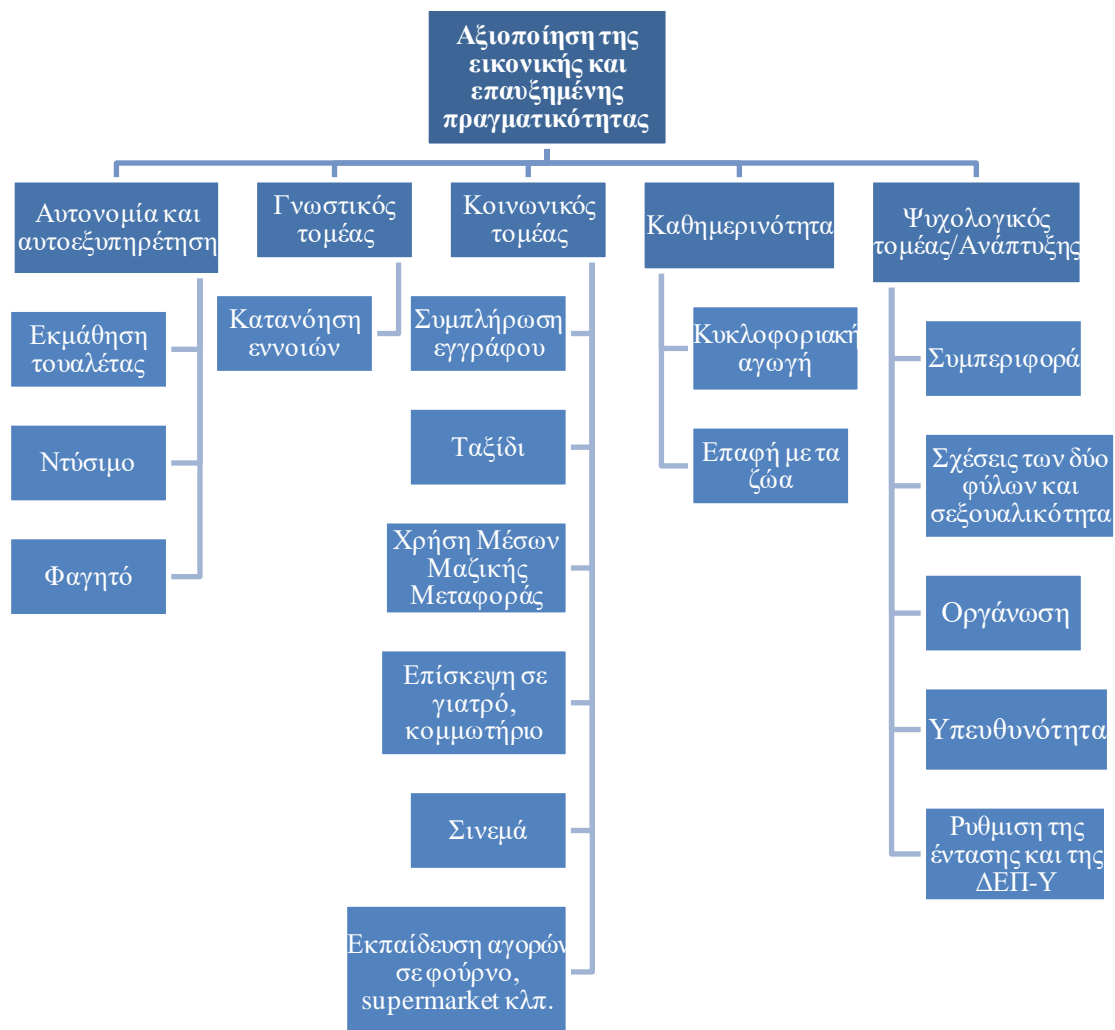 Αξιοποίηση της
εικονικής και
επαυξημένης
πραγματικότητας
Αυτονομία και
αυτοεξυπηρέτηση
Εκμάθηση
τουαλέτας
Ντύσιμο
Φαγητό
Γνωστικός
τομέας
Κατανόηση
εννοιών
Κοινωνικός
τομέας
Συμπλήρωση
εγγράφου
Ταξίδι
Χρήση Μέσων
Μαζικής
Μεταφοράς
Επίσκεψη σε
γιατρό,
κομμωτήριο
Σινεμά
Εκπαίδευση αγορών
σε φούρνο,
supermarket κλπ.
Καθημερινότητα
Κυκλοφοριακή
αγωγή
Επαφή με τα
ζώα
Ψυχολογικός
τομέας/Ανάπτυξης
Συμπεριφορά
Σχέσεις των δύο
φύλων και
σεξουαλικότητα
Οργάνωση
Υπευθυνότητα
Ρυθμιση της
έντασης και της
ΔΕΠ-Υ